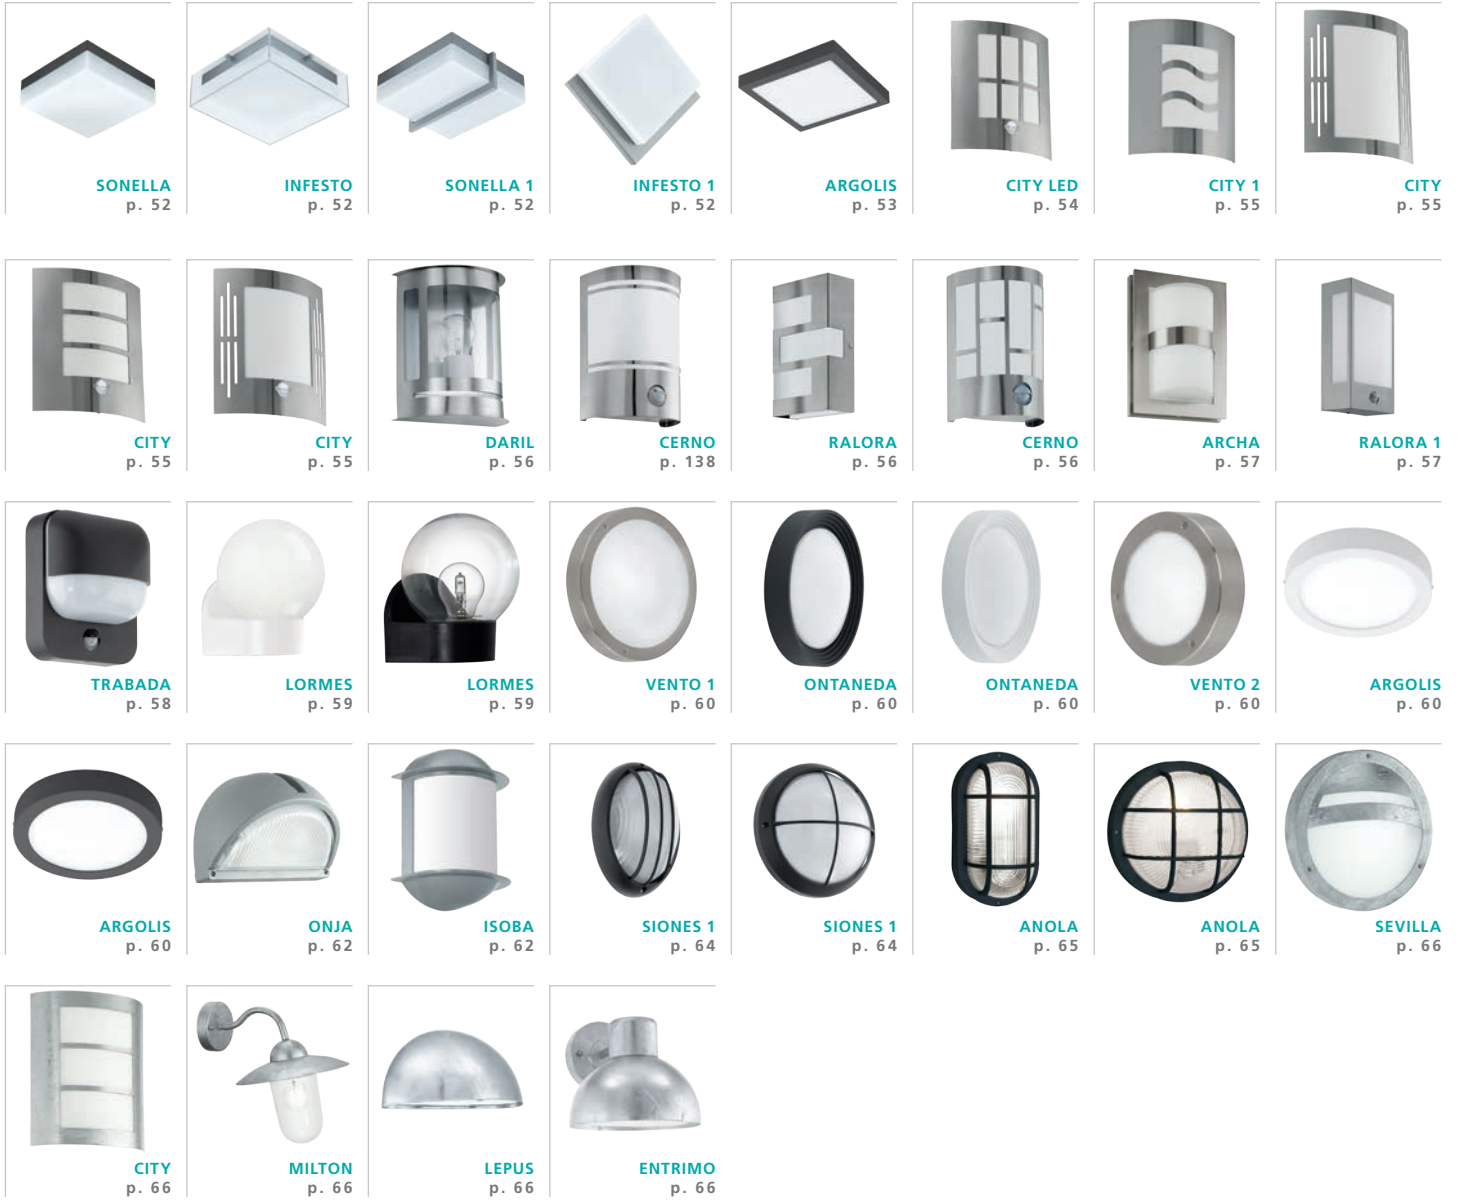 SONELLA
p. 52
INFESTO
p. 52
SONELLA 1
p. 52
INFESTO 1
p. 52
ARGOLIS
p. 53
CITY LED
p. 54
CITY 1
p. 55
CITY
p. 55
CITY
p. 55
CITY
p. 55
DARIL
p. 56
CERNO
p. 138
RALORA
p. 56
CERNO
p. 56
ARCHA
p. 57
RALORA 1
p. 57
TRABADA
p. 58
LORMES
p. 59
LORMES
p. 59
VENTO 1
p. 60
ONTANEDA
p. 60
ONTANEDA
p. 60
VENTO 2
p. 60
ARGOLIS
p. 60
ARGOLIS
p. 60
ONJA
p. 62
ISOBA
p. 62
SIONES 1
p. 64
SIONES 1
p. 64
ANOLA
p. 65
ANOLA
p. 65
SEVILLA
p. 66
CITY
p. 66
MILTON
p. 66
LEPUS
p. 66
ENTRIMO
p. 66